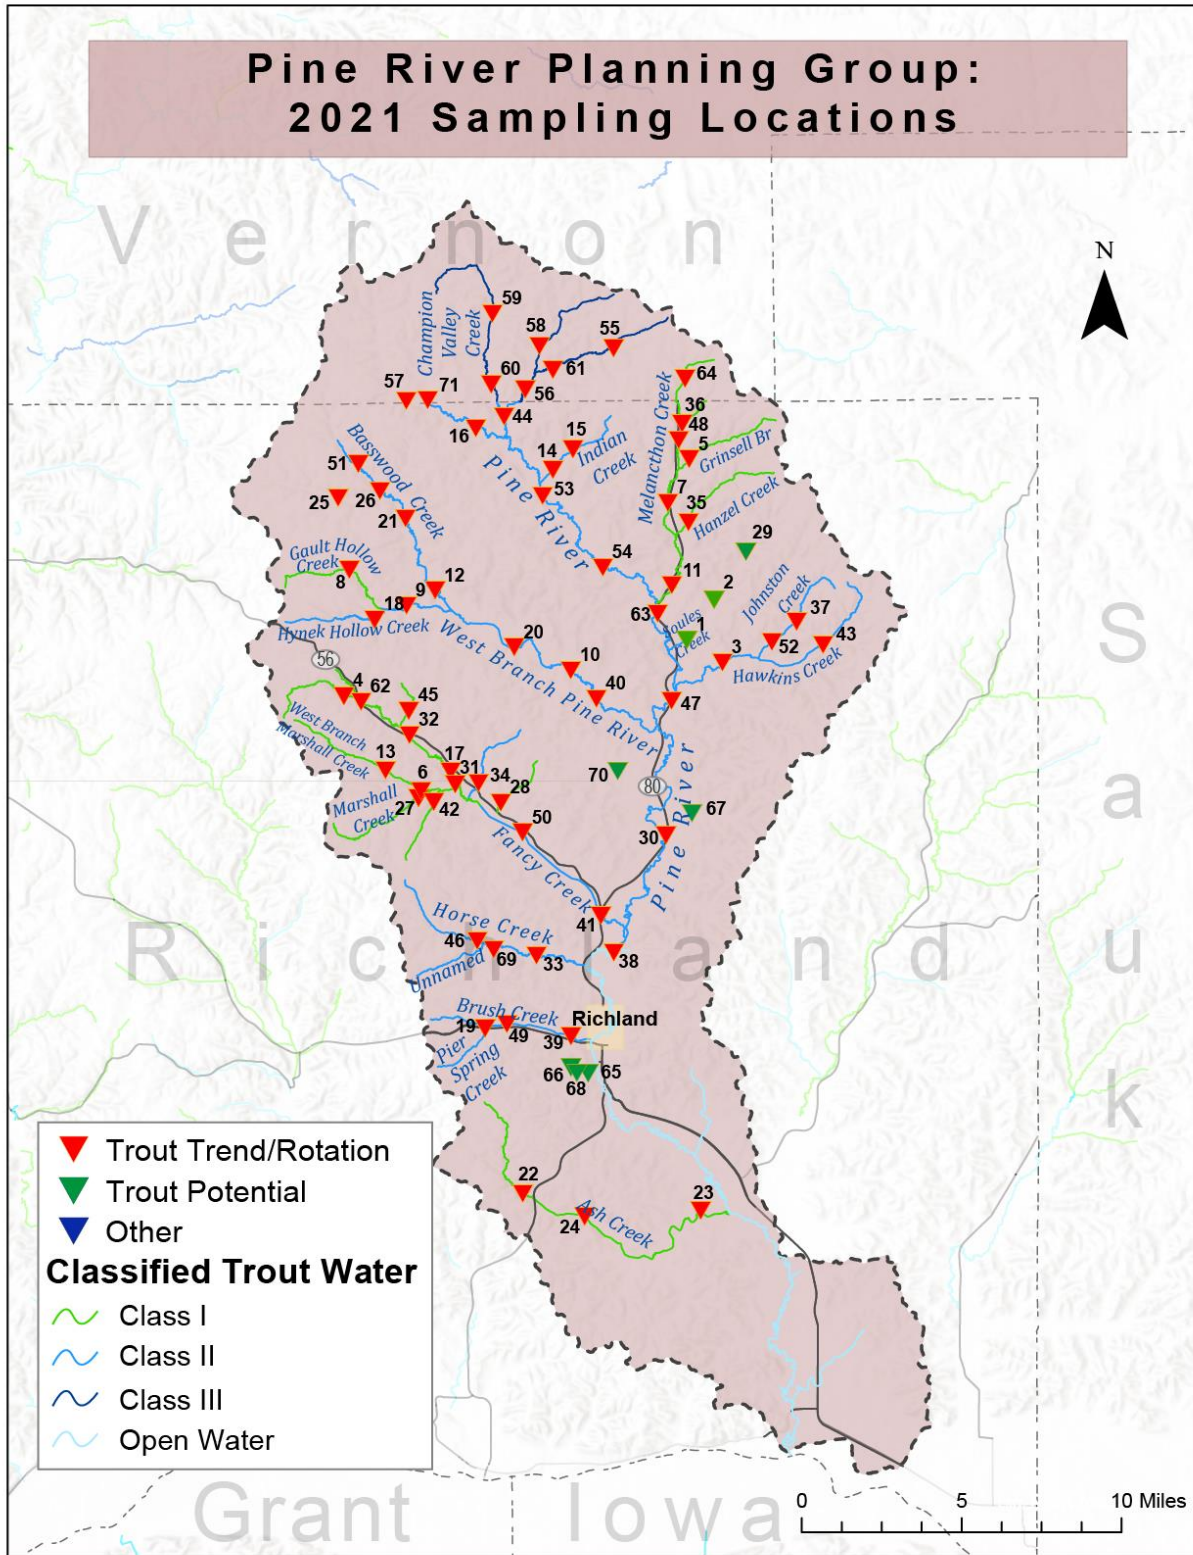 Pine River Planning Group:
2021 Sampling Locations
Vernon
N
59
58
55
Champion
Valley
Creek
60
61
56
57
71
64
44
36
16
15
48
5
Indian
Creek
Melancthon Creek
Grinsell Br
Basswood Creek
51
14
Pine River
53
25
26
21
7
35
Hanzel Creek
29
Gault Hollow
Creek
8
54
11
2
Johnston
Creek
37
12
9
18
63
Soules
Creek
1
Hynek Hollow Creek
20
3
52
43
Hawkins Creek
West Branch Pine River
10
40
47
56
4
62
45
32
West Branch
Marshall Creek
13
17
31
34
6
28
27
42
Marshall
Creek
70
80
67
50
30
Pine River
Fancy Creek
41
Horse Creek
46
69
33
38
Unnamed
Richland
Sauk
Brush Creek
Richland
19
49
39
Pier
Spring
Creek
66
65
68
22
23
24
Ash Creek
Trout Trend/Rotation
Trout Potential
Other
Classified Trout Water
Class I
Class II
Class III
Open Water
Grant
Iowa
0 5 10 Miles